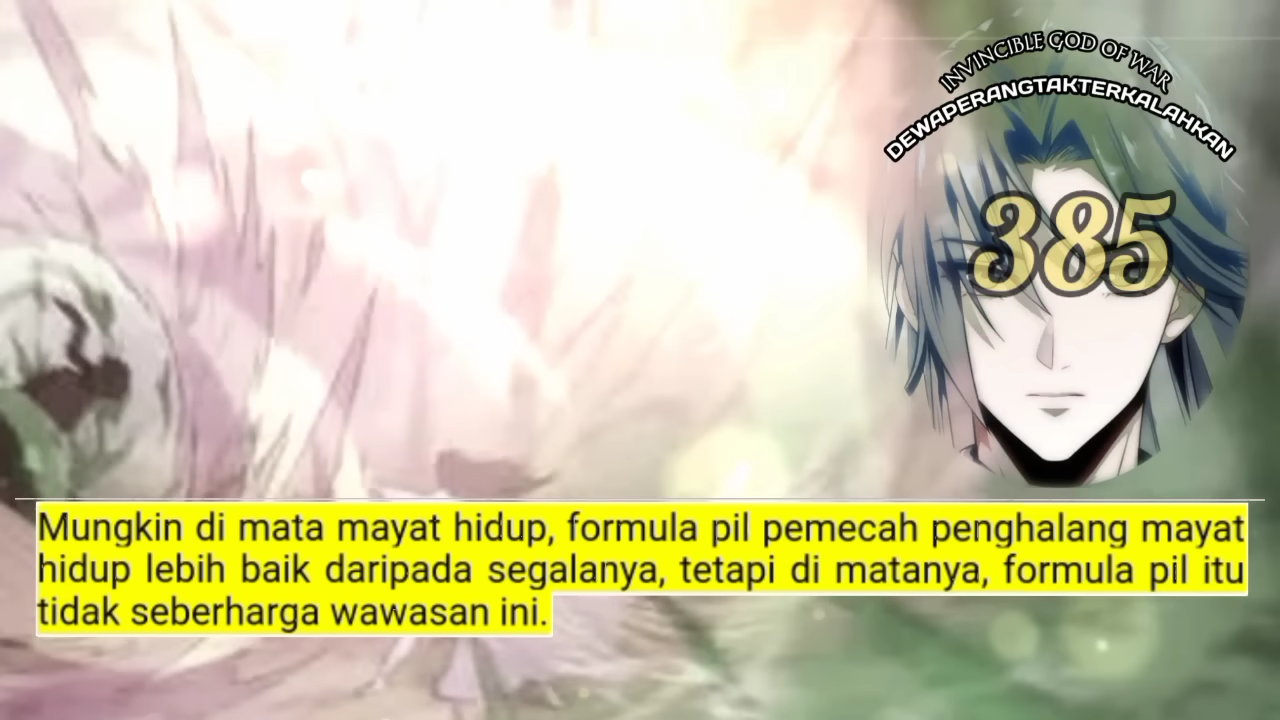 INVINCIBLE GOD OF WAR
DEWAPERANGTAKTERKALAHKAN
385
Mungkin di mata mayat hidup, formula pil pemecah penghalang mayat
hidup lebih baik daripada segalanya, tetapi di matanya, formula pil itu
tidak seberharga wawasan ini.